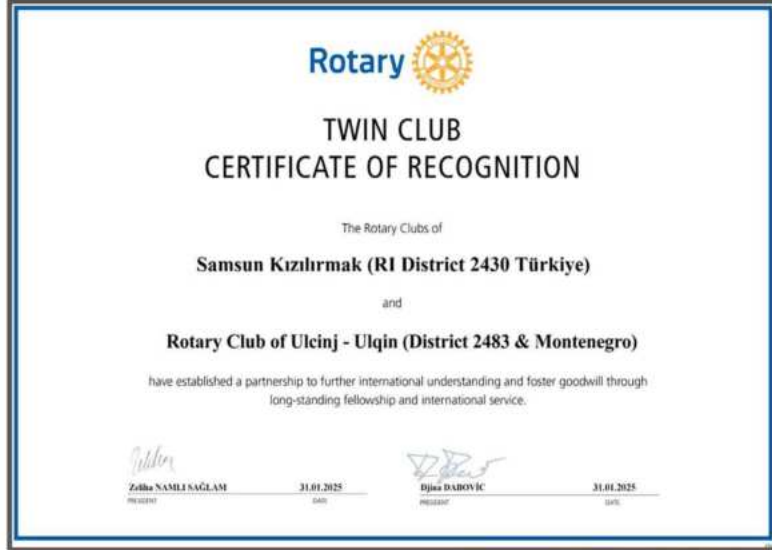 Rotary
TWIN CLUB
CERTIFICATE OF RECOGNITION
The Rotary Clubs of
Samsun Kızılırmak (RI District 2430 Türkiye)
and
Rotary Club of Ulcinj - Ulqin (District 2483 & Montenegro)
have established a partnership to further international understanding and foster goodwill through
long-standing fellowship and international service.
Zeliha NAMLI SAĞLAM 31.01.2025 Djina DABOVİC 31.01.2025
PRESIDENT DATE PRESIDENT DATE